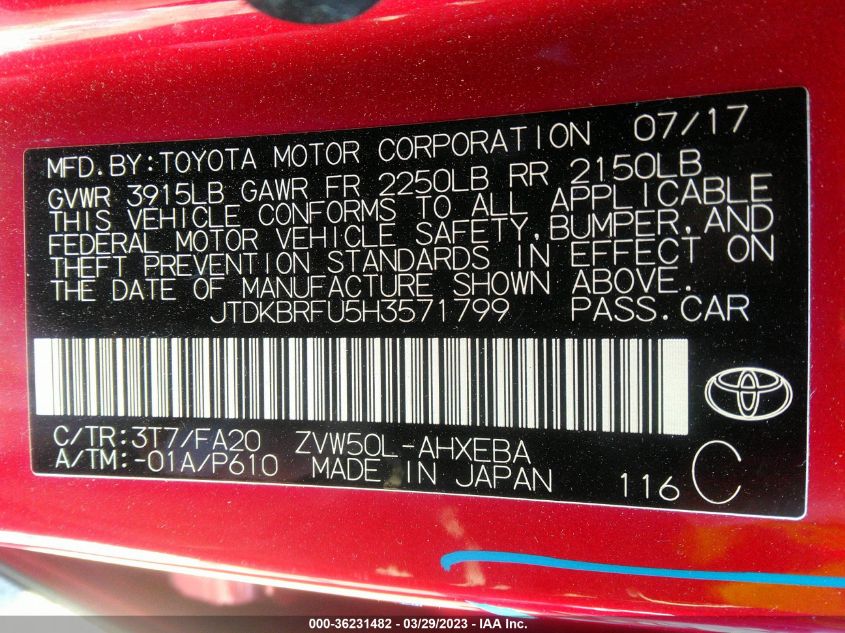 MFD.BY:TOYOTA MOTOR CORPORATION 07/17
GVWR 3915LB GAWR FR 2250LB RR 2150LB
THIS VEHICLE CONFORMS TO ALL APPLICABLE
FEDERAL MOTOR VEHICLE SAFETY,BUMPER,AND
THEFT PREVENTION STANDARDS IN EFFECT ON
THE DATE OF MANUFACTURE SHOWN ABOVE.
JTDKBRFU5H3571799 PASS.CAR
C/TR:3T7/FA20 ZVW50L-AHXEBA
A/TM:-01A/P610 MADE IN JAPAN
116 C
000-36231482 - 03/29/2023 - IAA Inc.